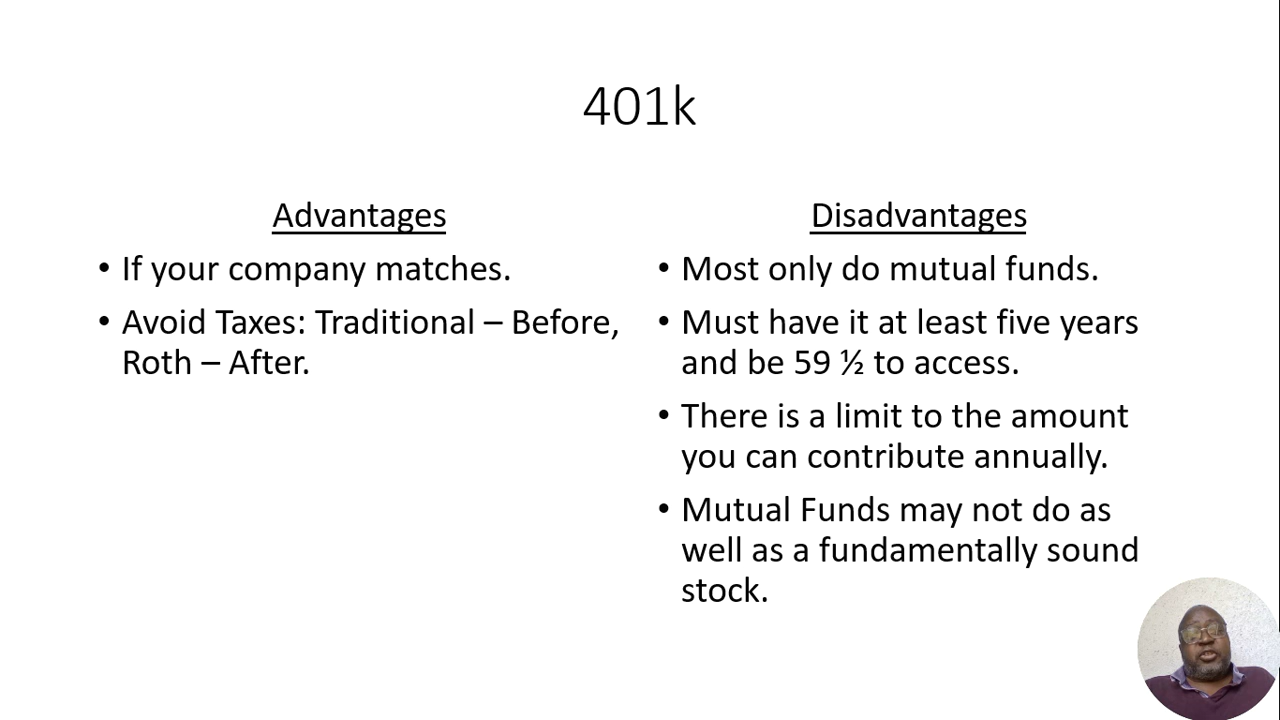 401k
Advantages
• If your company matches.
• Avoid Taxes: Traditional – Before,
Roth – After.
Disadvantages
• Most only do mutual funds.
• Must have it at least five years
and be 59 ½ to access.
• There is a limit to the amount
you can contribute annually.
• Mutual Funds may not do as
well as a fundamentally sound
stock.